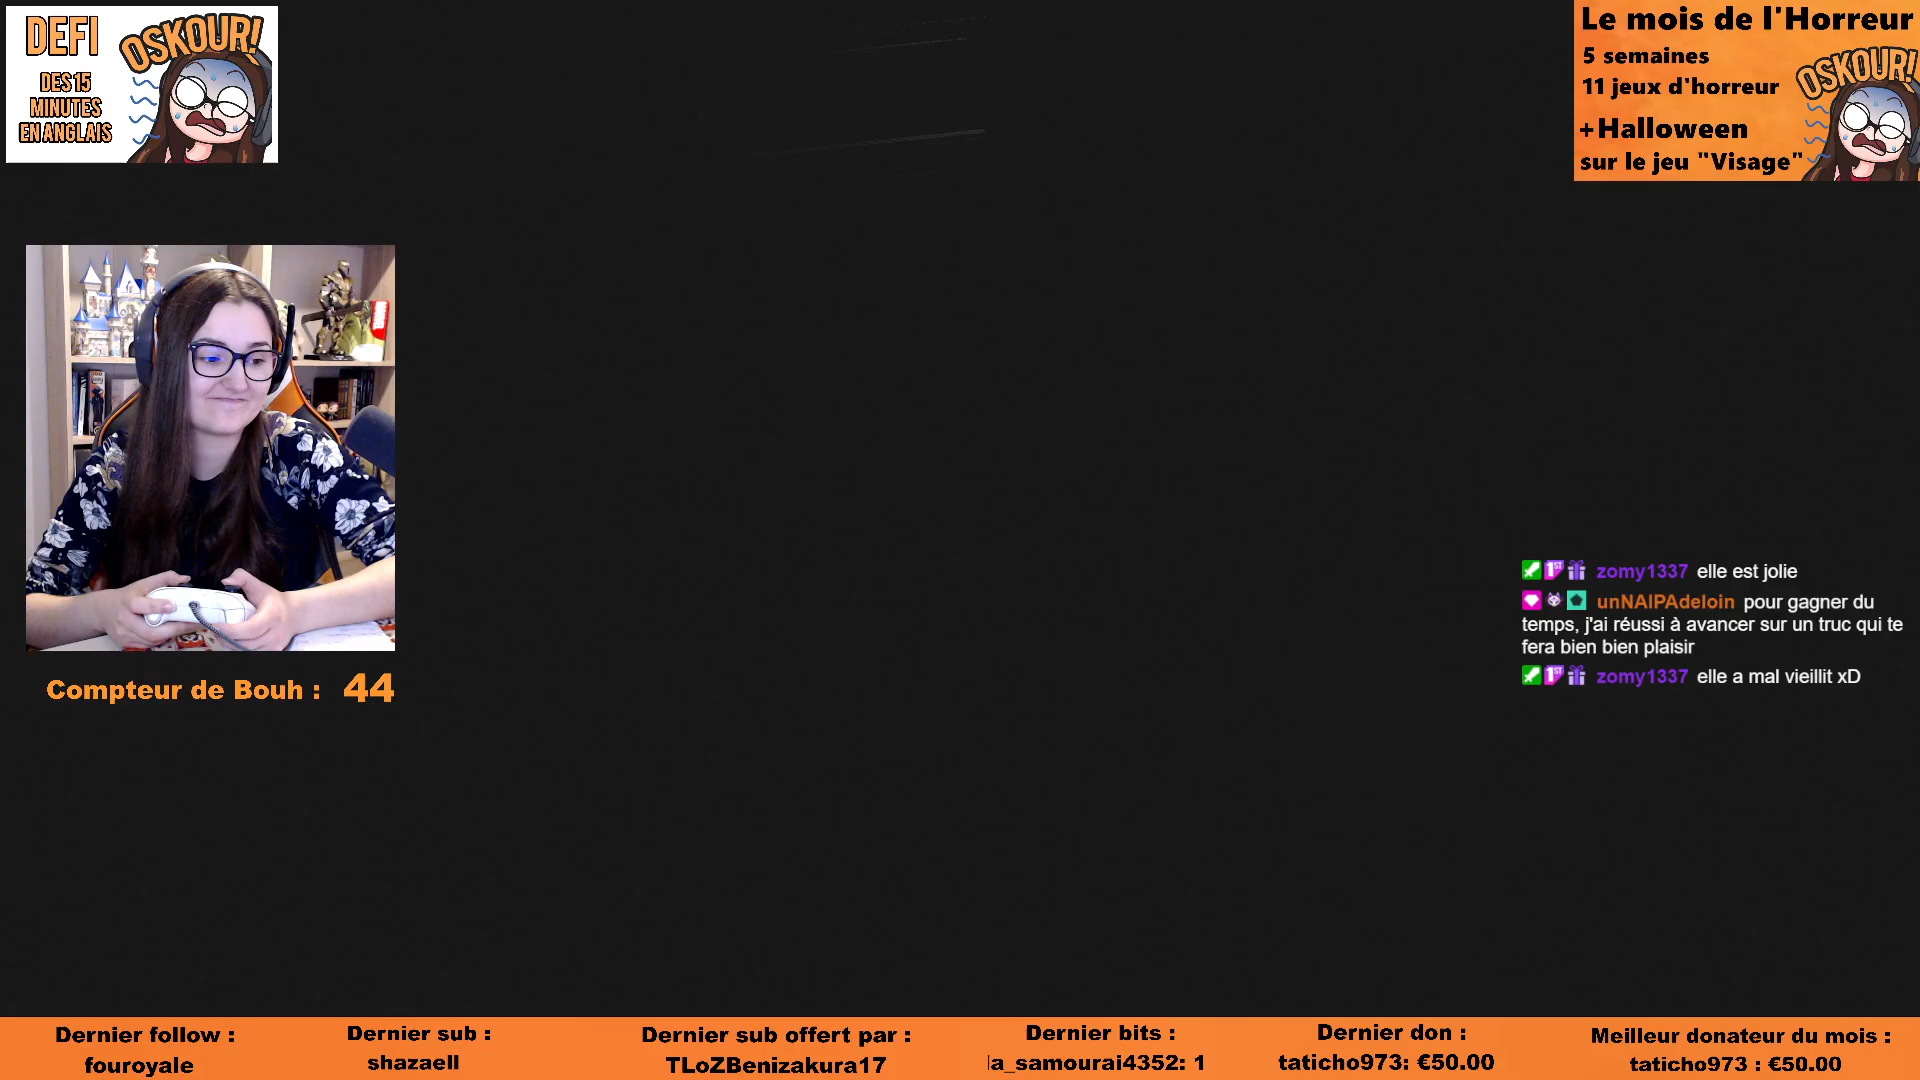 DEFI
OSKOUR!
DES 15
MINUTES
EN ANGLAIS
Le mois de l'Horreur
5 semaines
11 jeux d'horreur
+Halloween
sur le jeu "Visage"
OSKOUR!
Compteur de Bouh : 44
1ST zomy1337 elle est jolie
unNAIPAdeloin pour gagner du
temps, j'ai réussi à avancer sur un truc qui te
fera bien bien plaisir
1ST zomy1337 elle a mal vieillit xD
Dernier follow :
fouroyale
Dernier sub :
shazaell
Dernier sub offert par :
TLoZBenizakura17
Dernier bits :
la_samourai4352: 1
Dernier don :
taticho973: €50.00
Meilleur donateur du mois :
taticho973 : €50.00